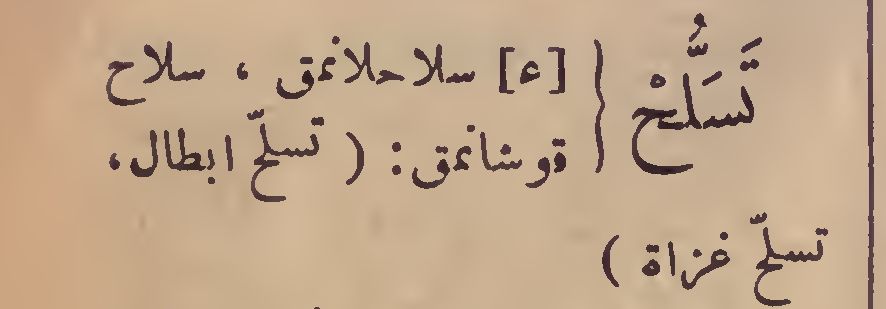 تَسَلُّحْ { [ع] سلاحلانمق ، سلاح
قوشانمق : ( تسلّح ابطال ،
تسلّح غزاة )